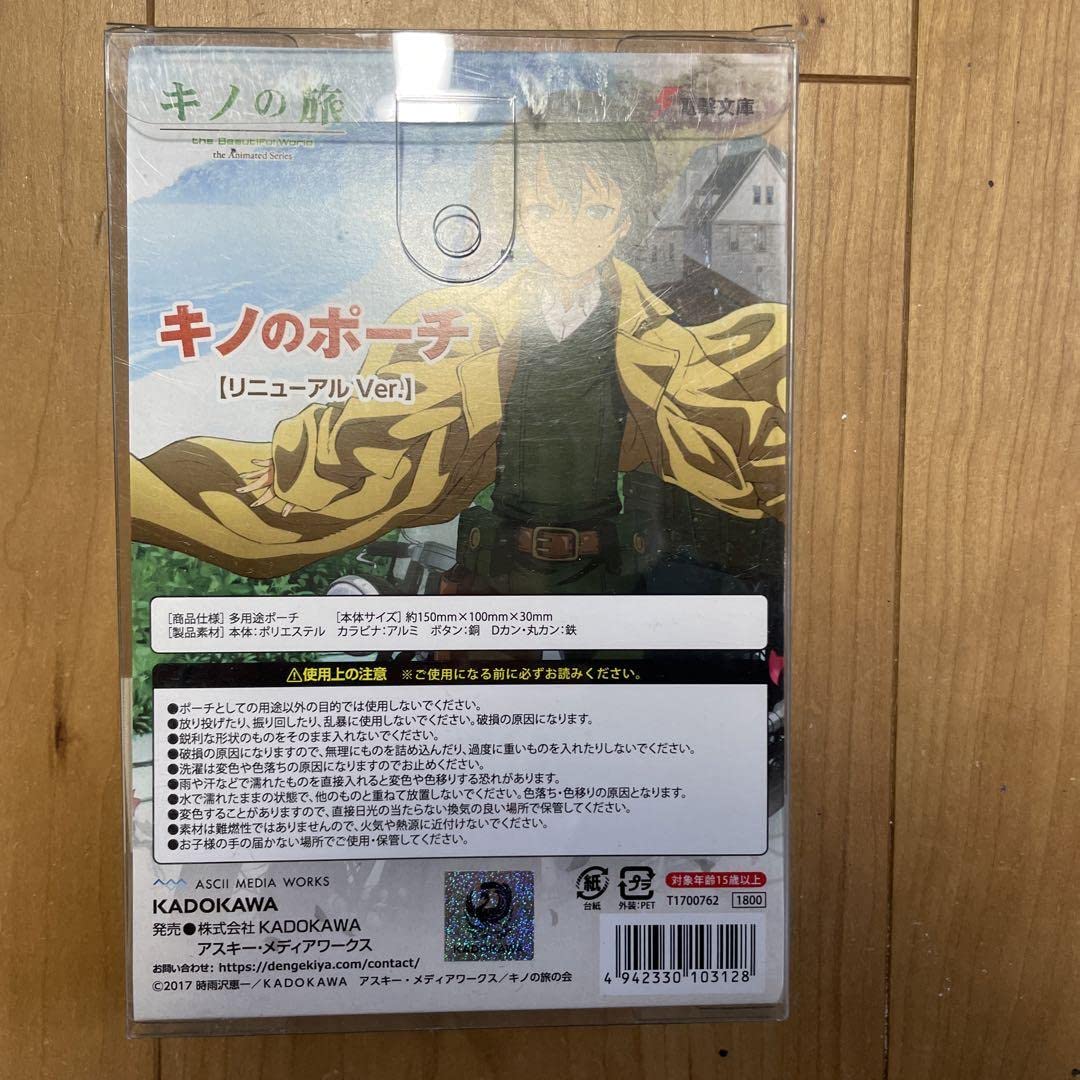 キノの旅
the Beautiful World
the Animated Series
電撃文庫
キノのポーチ
【リニューアル Ver.】
［商品仕様］多用途ポーチ ［本体サイズ］約150mm×100mm×30mm
［製品素材］本体：ポリエステル カラビナ：アルミ ボタン：銅 Dカン・丸カン：鉄
⚠使用上の注意 ※ご使用になる前に必ずお読みください。
●ポーチとしての用途以外の目的では使用しないでください。
●放り投げたり、振り回したり、乱暴に使用しないでください。破損の原因になります。
●鋭利な形状のものをそのまま入れないでください。
●破損の原因になりますので、無理にものを詰め込んだり、過度に重いものを入れたりしないでください。
●洗濯は変色や色落ちの原因になりますのでお止めください。
●雨や汗などで濡れたものを直接入れると変色や色移りする恐れがあります。
●水で濡れたままの状態で、他のものと重ねて放置しないでください。色落ち・色移りの原因となります。
●変色することがありますので、直接日光の当たらない換気の良い場所で保管してください。
●素材は難燃性ではありませんので、火気や熱源に近付けないでください。
●お子様の手の届かない場所でご使用・保管してください。
ASCII MEDIA WORKS
KADOKAWA
発売●株式会社 KADOKAWA
アスキー・メディアワークス
お問い合わせ：https://dengekiya.com/contact/
©2017 時雨沢恵一／KADOKAWA アスキー・メディアワークス／キノの旅の会
KADOKAWA
紙
台紙
プラ
外装：PET
対象年齢15歳以上
T1700762 1800
4 942330 103128